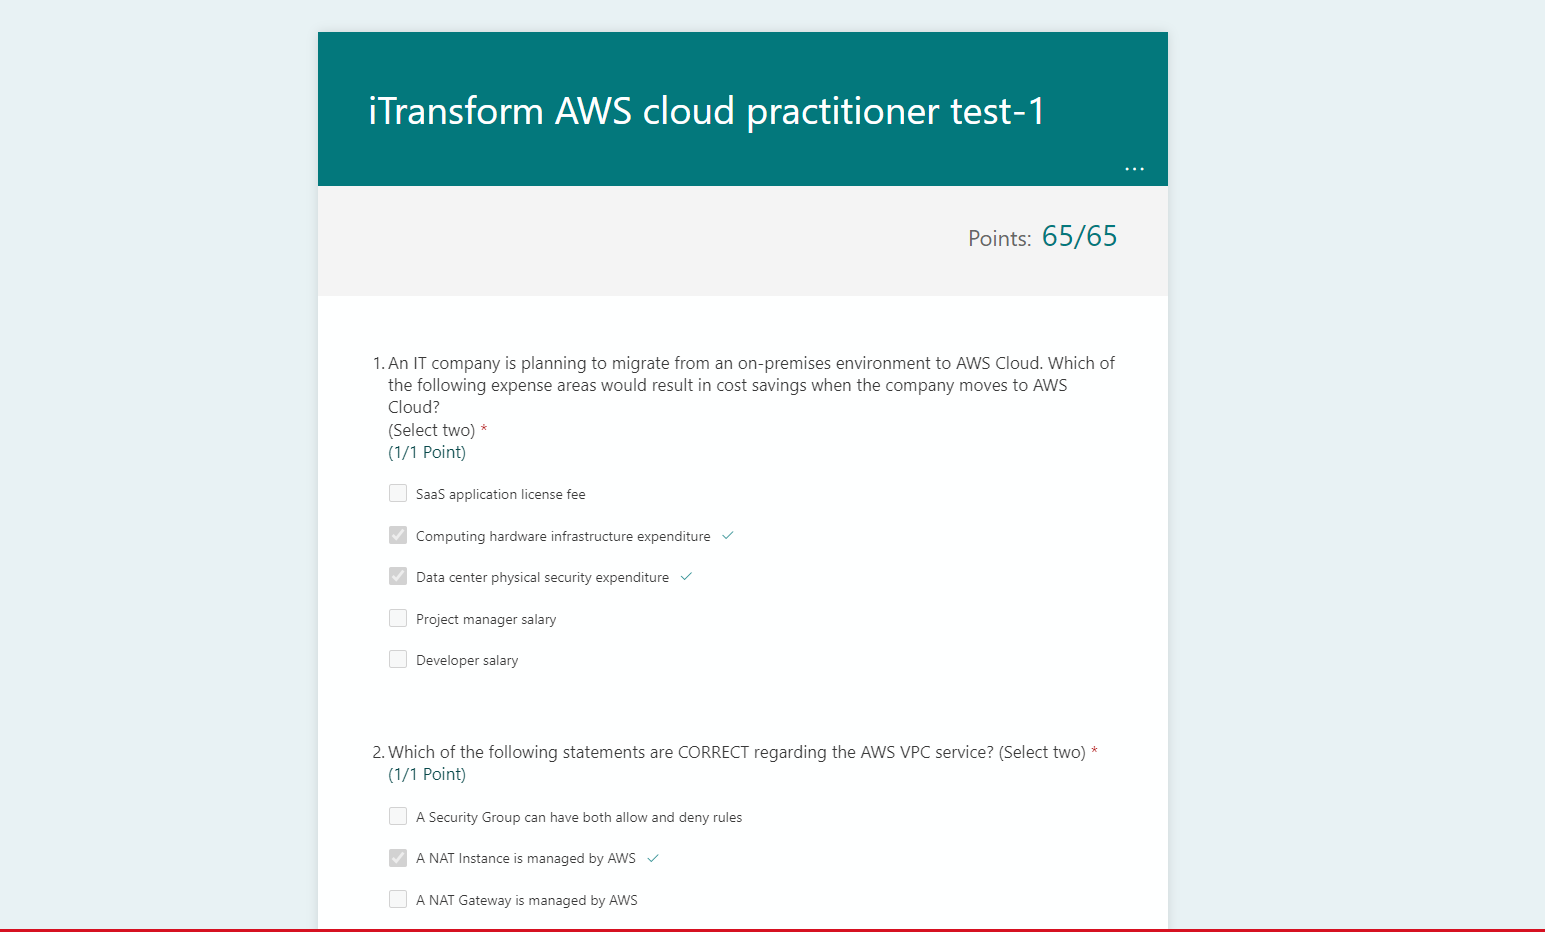 iTransform AWS cloud practitioner test-1
...
Points: 65/65
1. An IT company is planning to migrate from an on-premises environment to AWS Cloud. Which of
the following expense areas would result in cost savings when the company moves to AWS
Cloud?
(Select two) *
(1/1 Point)
SaaS application license fee
Computing hardware infrastructure expenditure
Data center physical security expenditure
Project manager salary
Developer salary
2. Which of the following statements are CORRECT regarding the AWS VPC service? (Select two) *
(1/1 Point)
A Security Group can have both allow and deny rules
A NAT Instance is managed by AWS
A NAT Gateway is managed by AWS